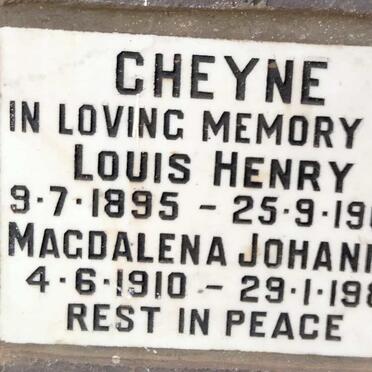 CHEYNE
IN LOVING MEMORY
LOUIS HENRY
9·7·1895 – 25·9·19
MAGDALENA JOHAN
4·6·1910 – 29·1·198
REST IN PEACE